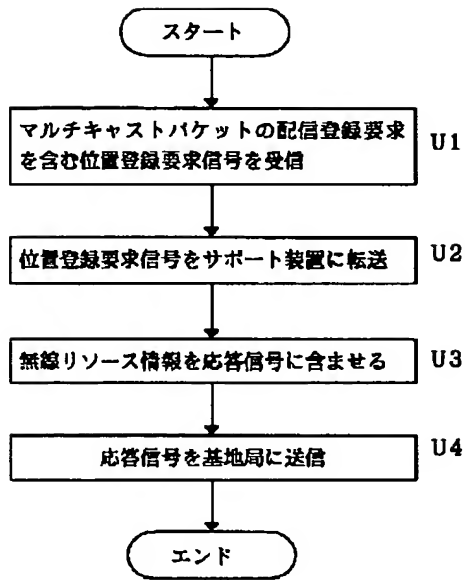 スタート
マルチキャストパケットの配信登録要求
を含む位置登録要求信号を受信
U1
位置登録要求信号をサポート装置に転送
U2
無線リソース情報を応答信号に含ませる
U3
応答信号を基地局に送信
U4
エンド